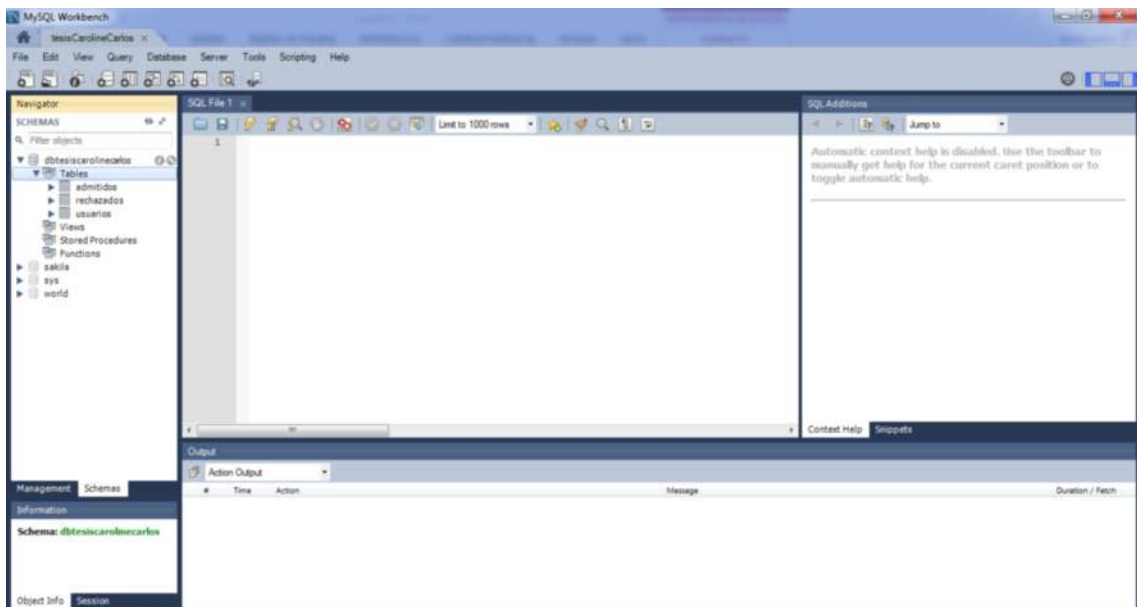 MySQL Workbench
tesisCarolineCarlos
File Edit View Query Database Server Tools Scripting Help
Navigator
SCHEMAS
Filter objects
dbtesiscarolinecarlos
Tables
admitidos
rechazados
usuarios
Views
Stored Procedures
Functions
sakila
sys
world
Management Schemas
Information
Schema: dbtesiscarolinecarlos
Object Info Session
SQL File 1
Limit to 1000 rows
1
Output
Action Output
# Time Action Message Duration / Fetch
SQL Additions
Jump to
Automatic context help is disabled. Use the toolbar to
manually get help for the current caret position or to
toggle automatic help.
Context Help Snippets